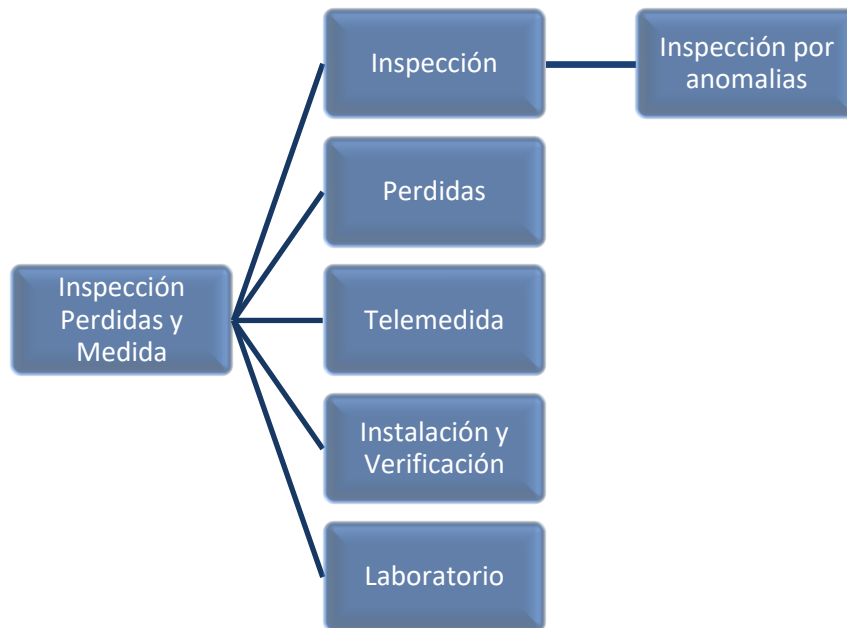 Inspección
Perdidas y
Medida
Inspección
Inspección por
anomalias
Perdidas
Telemedida
Instalación y
Verificación
Laboratorio